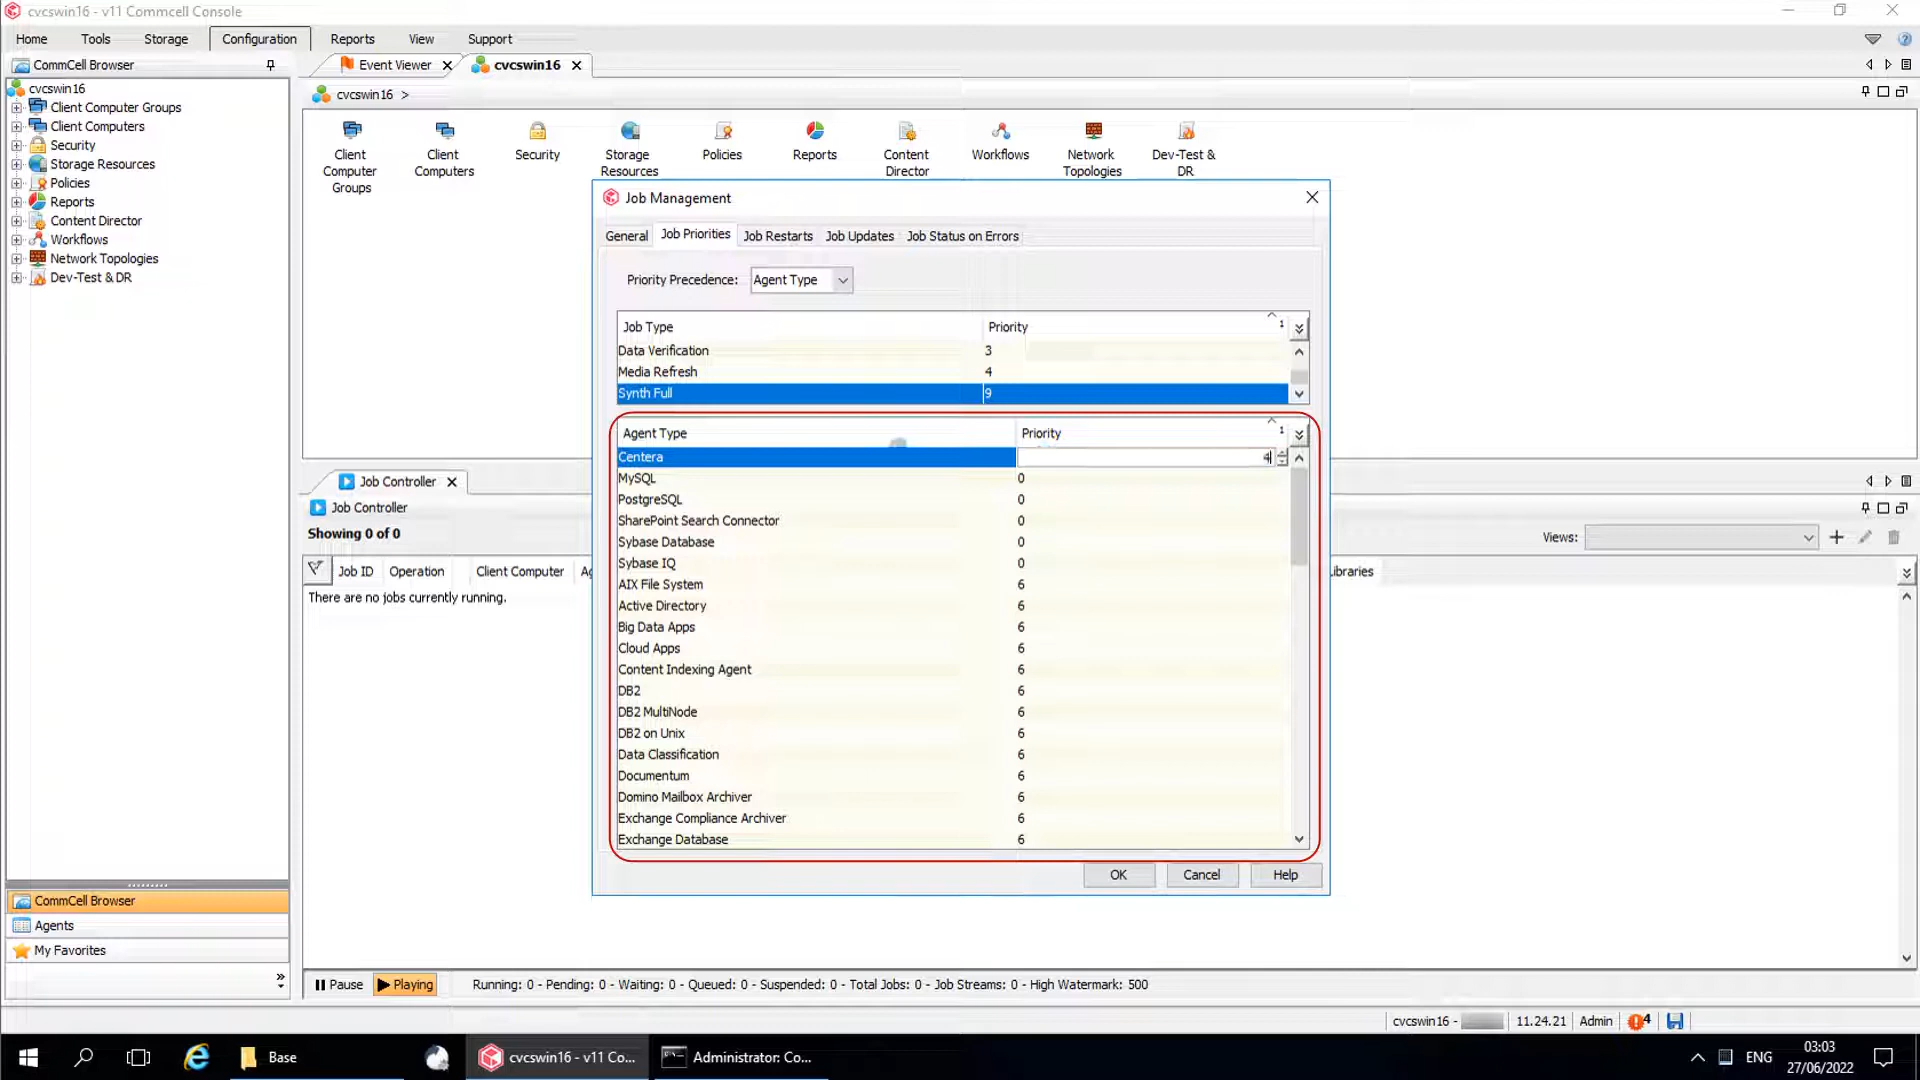 cvcswin16 - v11 Commcell Console
Home Tools Storage Configuration Reports View Support
CommCell Browser
Event Viewer
cvcswin16
cvcswin16
cvcswin16 >
Client Computer Groups
Client Computers
Security
Storage Resources
Policies
Reports
Content Director
Workflows
Network Topologies
Dev-Test & DR
Client Computer Groups
Client Computers
Security
Storage Resources
Policies
Reports
Content Director
Workflows
Network Topologies
Dev-Test & DR
Job Management
General Job Priorities Job Restarts Job Updates Job Status on Errors
Priority Precedence: Agent Type
Job Type Priority 1
Data Verification 3
Media Refresh 4
Synth Full 9
Agent Type Priority 1
Centera 4
MySQL 0
PostgreSQL 0
SharePoint Search Connector 0
Sybase Database 0
Sybase IQ 0
AIX File System 6
Active Directory 6
Big Data Apps 6
Cloud Apps 6
Content Indexing Agent 6
DB2 6
DB2 MultiNode 6
DB2 on Unix 6
Data Classification 6
Documentum 6
Domino Mailbox Archiver 6
Exchange Compliance Archiver 6
Exchange Database 6
OK Cancel Help
Job Controller
Job Controller
Showing 0 of 0
Views:
Job ID Operation Client Computer Ag ibraries
There are no jobs currently running.
CommCell Browser
Agents
My Favorites
Pause Playing Running: 0 - Pending: 0 - Waiting: 0 - Queued: 0 - Suspended: 0 - Total Jobs: 0 - Job Streams: 0 - High Watermark: 500
cvcswin16 - 11.24.21 Admin 4
Base
cvcswin16 - v11 Co...
Administrator: Co...
ENG
03:03
27/06/2022